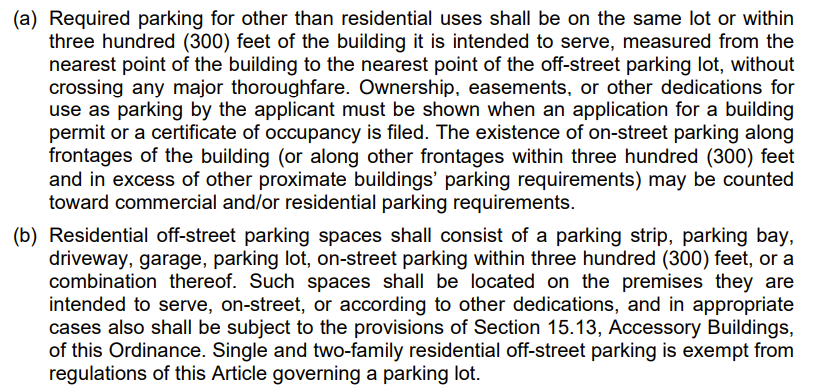 (a) Required parking for other than residential uses shall be on the same lot or within
three hundred (300) feet of the building it is intended to serve, measured from the
nearest point of the building to the nearest point of the off-street parking lot, without
crossing any major thoroughfare. Ownership, easements, or other dedications for
use as parking by the applicant must be shown when an application for a building
permit or a certificate of occupancy is filed. The existence of on-street parking along
frontages of the building (or along other frontages within three hundred (300) feet
and in excess of other proximate buildings’ parking requirements) may be counted
toward commercial and/or residential parking requirements.
(b) Residential off-street parking spaces shall consist of a parking strip, parking bay,
driveway, garage, parking lot, on-street parking within three hundred (300) feet, or a
combination thereof. Such spaces shall be located on the premises they are
intended to serve, on-street, or according to other dedications, and in appropriate
cases also shall be subject to the provisions of Section 15.13, Accessory Buildings,
of this Ordinance. Single and two-family residential off-street parking is exempt from
regulations of this Article governing a parking lot.